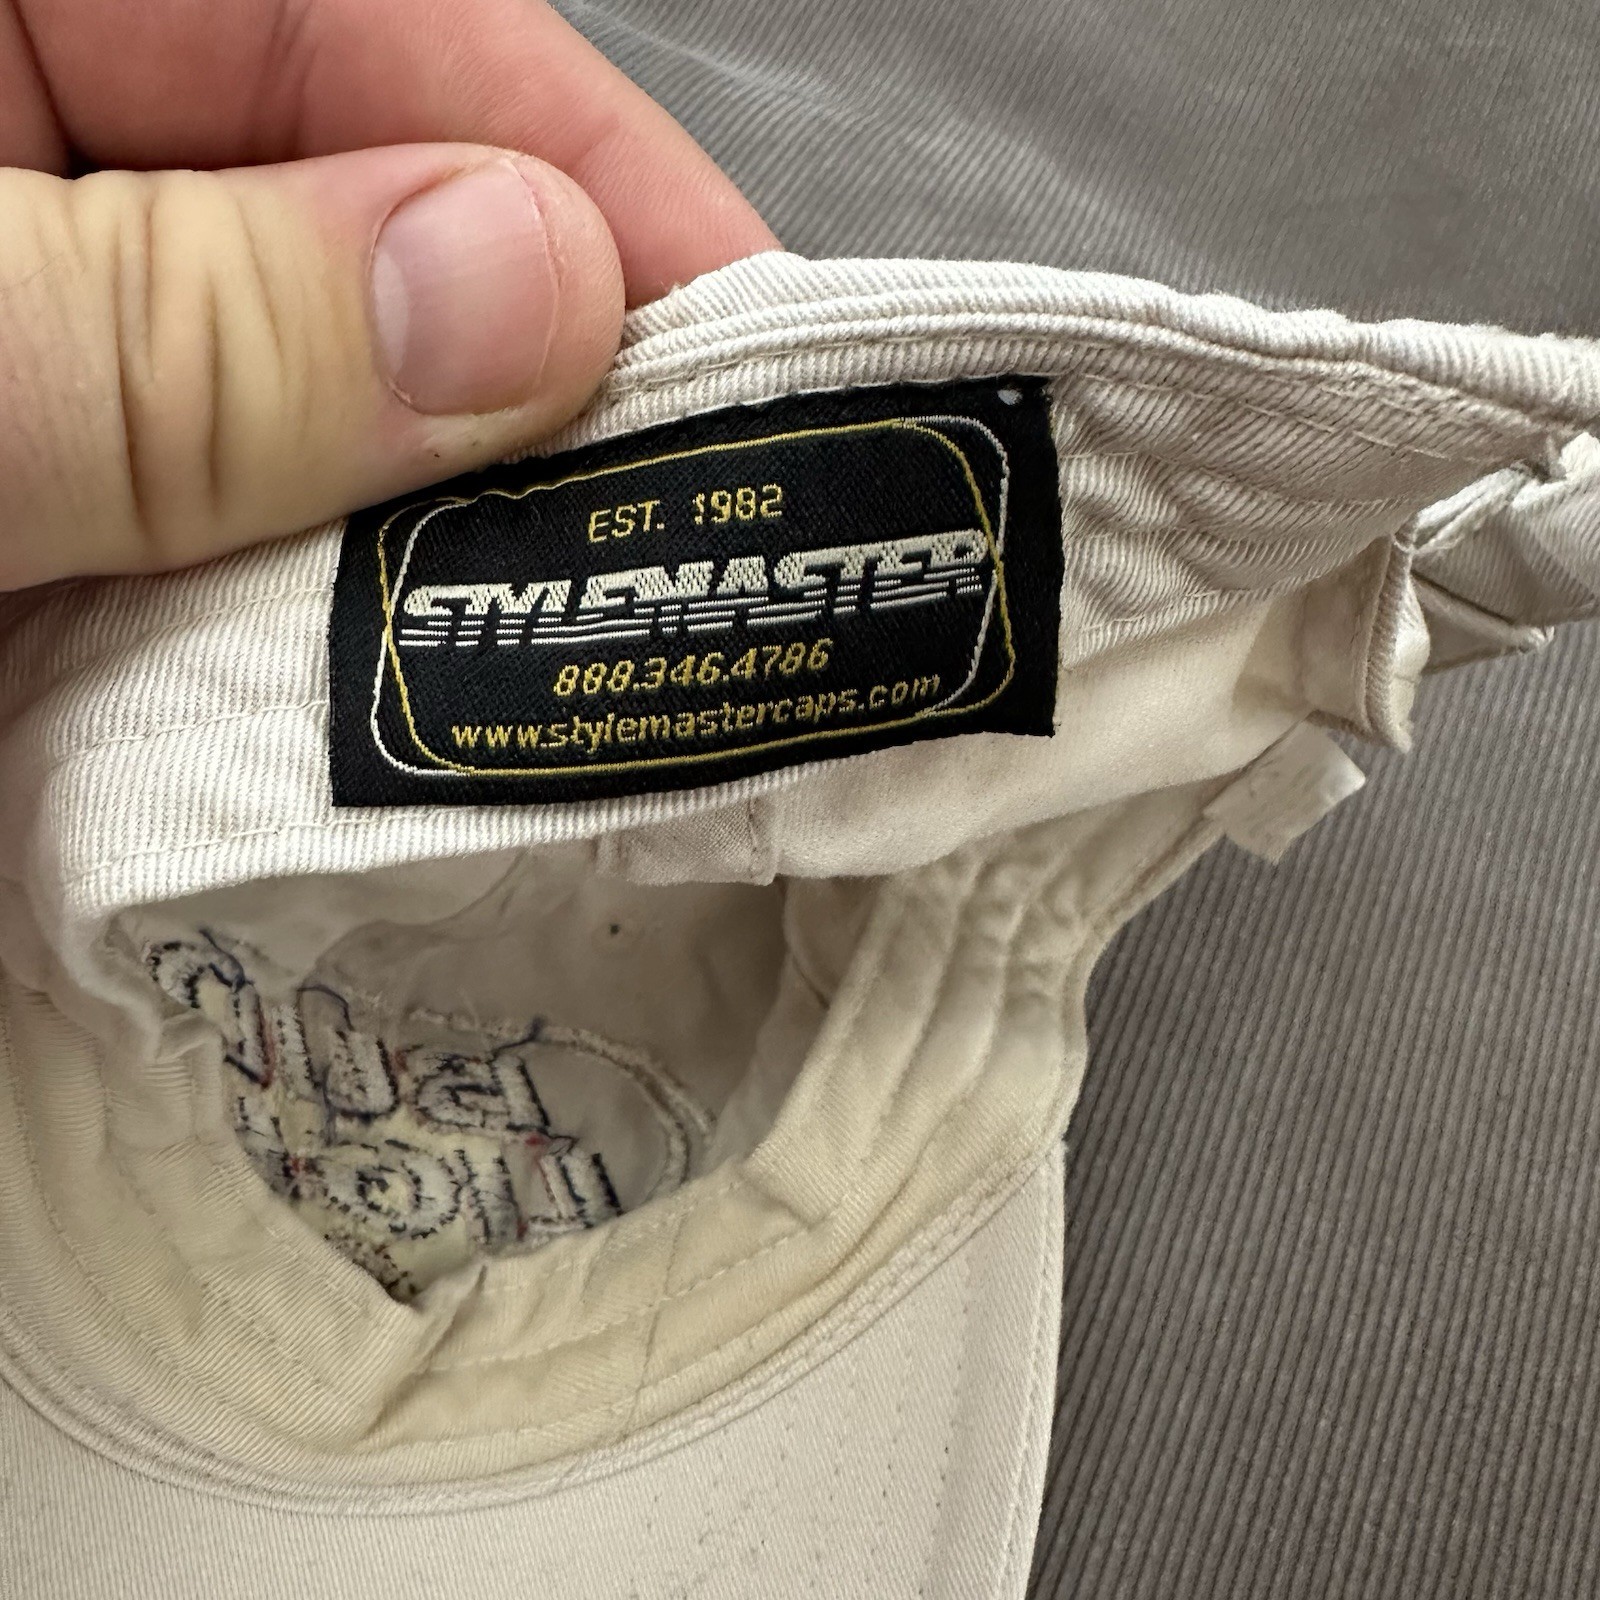 EST. 1982
STYLEMASTER
888.346.4786
www.stylemastercaps.com